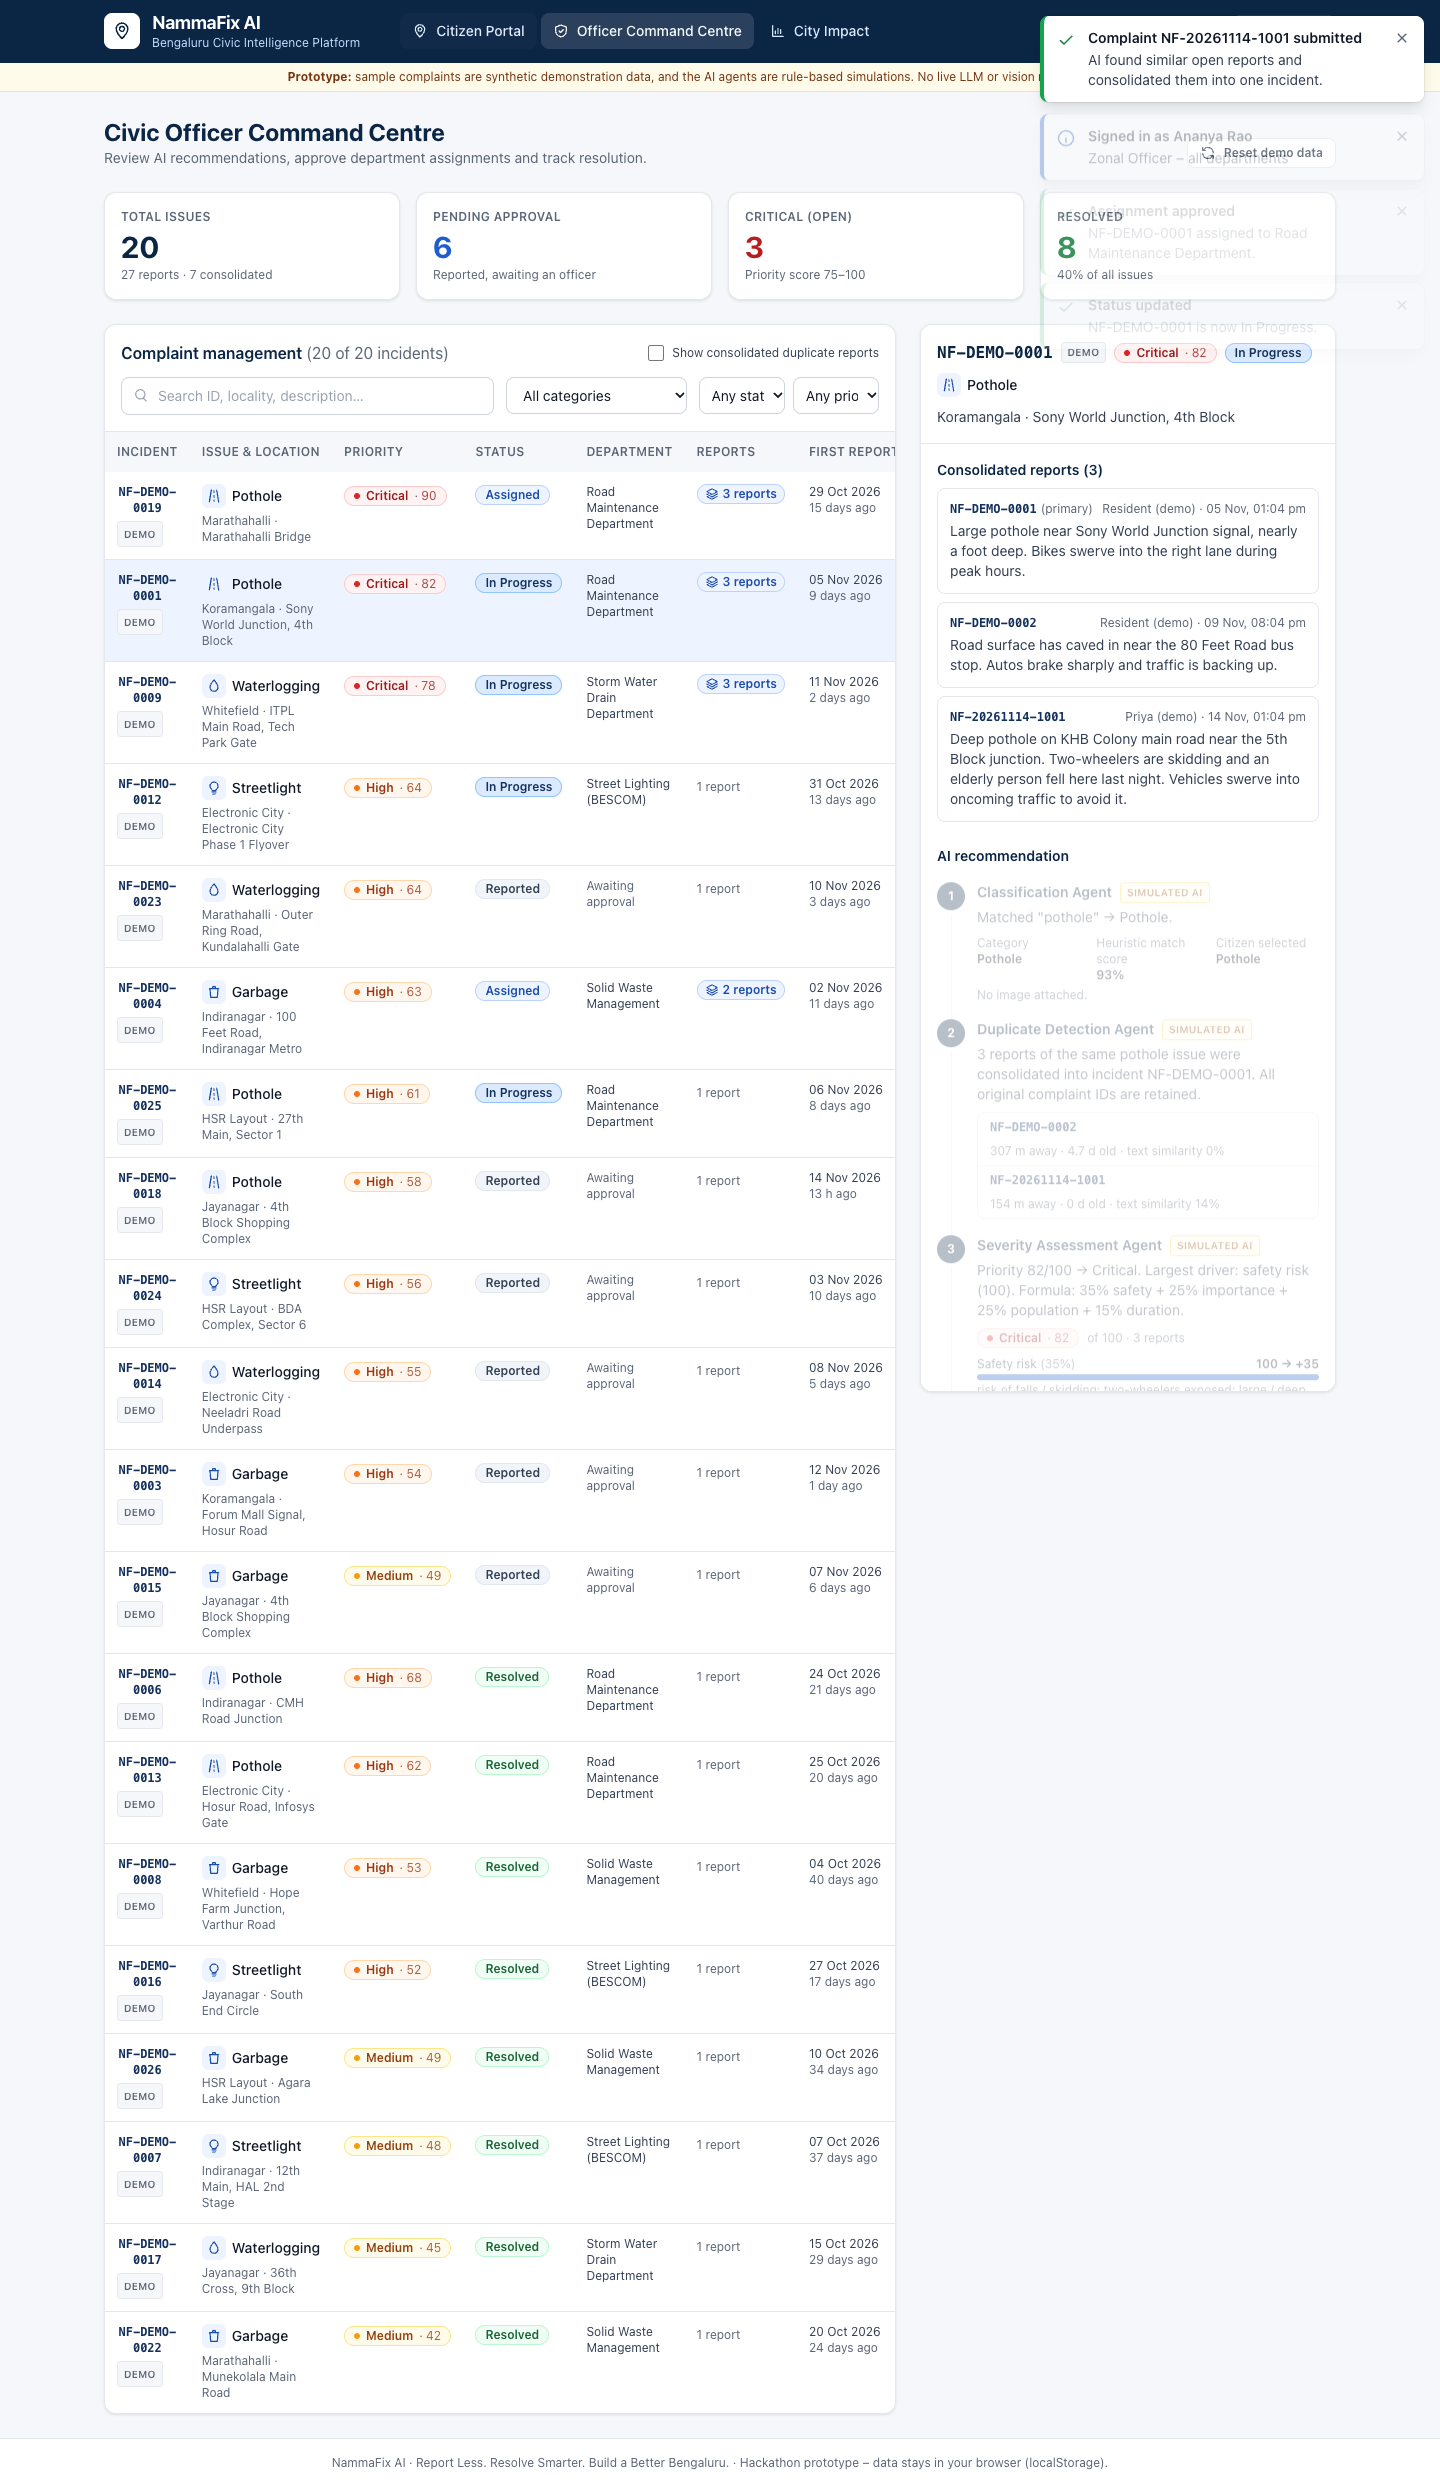 NammaFix AI
Bengaluru Civic Intelligence Platform
Citizen Portal
Officer Command Centre
City Impact
Prototype: sample complaints are synthetic demonstration data, and the AI agents are rule-based simulations. No live LLM or vision
Complaint NF-20261114-1001 submitted
AI found similar open reports and
consolidated them into one incident.
Signed in as Ananya Rao
Zonal Officer – all departments
Assignment approved
NF-DEMO-0001 assigned to Road
Maintenance Department.
Status updated
NF-DEMO-0001 is now In Progress.
Civic Officer Command Centre
Review AI recommendations, approve department assignments and track resolution.
Reset demo data
TOTAL ISSUES
20
27 reports · 7 consolidated
PENDING APPROVAL
6
Reported, awaiting an officer
CRITICAL (OPEN)
3
Priority score 75–100
RESOLVED
8
40% of all issues
Complaint management (20 of 20 incidents)
Show consolidated duplicate reports
Search ID, locality, description...
All categories
Any stat
Any prio
INCIDENT ISSUE & LOCATION PRIORITY STATUS DEPARTMENT REPORTS FIRST REPORT
NF-DEMO-0019 DEMO
Pothole
Marathahalli · Marathahalli Bridge
Critical · 90
Assigned
Road Maintenance Department
3 reports
29 Oct 2026
15 days ago
NF-DEMO-0001 DEMO
Pothole
Koramangala · Sony World Junction, 4th Block
Critical · 82
In Progress
Road Maintenance Department
3 reports
05 Nov 2026
9 days ago
NF-DEMO-0009 DEMO
Waterlogging
Whitefield · ITPL Main Road, Tech Park Gate
Critical · 78
In Progress
Storm Water Drain Department
3 reports
11 Nov 2026
2 days ago
NF-DEMO-0012 DEMO
Streetlight
Electronic City · Electronic City Phase 1 Flyover
High · 64
In Progress
Street Lighting (BESCOM)
1 report
31 Oct 2026
13 days ago
NF-DEMO-0023 DEMO
Waterlogging
Marathahalli · Outer Ring Road, Kundalahalli Gate
High · 64
Reported
Awaiting approval
1 report
10 Nov 2026
3 days ago
NF-DEMO-0004 DEMO
Garbage
Indiranagar · 100 Feet Road, Indiranagar Metro
High · 63
Assigned
Solid Waste Management
2 reports
02 Nov 2026
11 days ago
NF-DEMO-0025 DEMO
Pothole
HSR Layout · 27th Main, Sector 1
High · 61
In Progress
Road Maintenance Department
1 report
06 Nov 2026
8 days ago
NF-DEMO-0018 DEMO
Pothole
Jayanagar · 4th Block Shopping Complex
High · 58
Reported
Awaiting approval
1 report
14 Nov 2026
13 h ago
NF-DEMO-0024 DEMO
Streetlight
HSR Layout · BDA Complex, Sector 6
High · 56
Reported
Awaiting approval
1 report
03 Nov 2026
10 days ago
NF-DEMO-0014 DEMO
Waterlogging
Electronic City · Neeladri Road Underpass
High · 55
Reported
Awaiting approval
1 report
08 Nov 2026
5 days ago
NF-DEMO-0003 DEMO
Garbage
Koramangala · Forum Mall Signal, Hosur Road
High · 54
Reported
Awaiting approval
1 report
12 Nov 2026
1 day ago
NF-DEMO-0015 DEMO
Garbage
Jayanagar · 4th Block Shopping Complex
Medium · 49
Reported
Awaiting approval
1 report
07 Nov 2026
6 days ago
NF-DEMO-0006 DEMO
Pothole
Indiranagar · CMH Road Junction
High · 68
Resolved
Road Maintenance Department
1 report
24 Oct 2026
21 days ago
NF-DEMO-0013 DEMO
Pothole
Electronic City · Hosur Road, Infosys Gate
High · 62
Resolved
Road Maintenance Department
1 report
25 Oct 2026
20 days ago
NF-DEMO-0008 DEMO
Garbage
Whitefield · Hope Farm Junction, Varthur Road
High · 53
Resolved
Solid Waste Management
1 report
04 Oct 2026
40 days ago
NF-DEMO-0016 DEMO
Streetlight
Jayanagar · South End Circle
High · 52
Resolved
Street Lighting (BESCOM)
1 report
27 Oct 2026
17 days ago
NF-DEMO-0026 DEMO
Garbage
HSR Layout · Agara Lake Junction
Medium · 49
Resolved
Solid Waste Management
1 report
10 Oct 2026
34 days ago
NF-DEMO-0007 DEMO
Streetlight
Indiranagar · 12th Main, HAL 2nd Stage
Medium · 48
Resolved
Street Lighting (BESCOM)
1 report
07 Oct 2026
37 days ago
NF-DEMO-0017 DEMO
Waterlogging
Jayanagar · 36th Cross, 9th Block
Medium · 45
Resolved
Storm Water Drain Department
1 report
15 Oct 2026
29 days ago
NF-DEMO-0022 DEMO
Garbage
Marathahalli · Munekolala Main Road
Medium · 42
Resolved
Solid Waste Management
1 report
20 Oct 2026
24 days ago
NF-DEMO-0001 DEMO Critical · 82 In Progress
Pothole
Koramangala · Sony World Junction, 4th Block
Consolidated reports (3)
NF-DEMO-0001 (primary) Resident (demo) · 05 Nov, 01:04 pm
Large pothole near Sony World Junction signal, nearly
a foot deep. Bikes swerve into the right lane during
peak hours.
NF-DEMO-0002 Resident (demo) · 09 Nov, 08:04 pm
Road surface has caved in near the 80 Feet Road bus
stop. Autos brake sharply and traffic is backing up.
NF-20261114-1001 Priya (demo) · 14 Nov, 01:04 pm
Deep pothole on KHB Colony main road near the 5th
Block junction. Two-wheelers are skidding and an
elderly person fell here last night. Vehicles swerve into
oncoming traffic to avoid it.
AI recommendation
1 Classification Agent SIMULATED AI
Matched "pothole" → Pothole.
Category Pothole
Heuristic match score 93%
Citizen selected Pothole
No image attached.
2 Duplicate Detection Agent SIMULATED AI
3 reports of the same pothole issue were
consolidated into incident NF-DEMO-0001. All
original complaint IDs are retained.
NF-DEMO-0002
307 m away · 4.7 d old · text similarity 0%
NF-20261114-1001
154 m away · 0 d old · text similarity 14%
3 Severity Assessment Agent SIMULATED AI
Priority 82/100 → Critical. Largest driver: safety risk
(100). Formula: 35% safety + 25% importance +
25% population + 15% duration.
Critical · 82 of 100 · 3 reports
Safety risk (35%) 100 → +35
risk of falls / skidding; two-wheelers exposed; large / deep
NammaFix AI · Report Less. Resolve Smarter. Build a Better Bengaluru. · Hackathon prototype – data stays in your browser (localStorage).